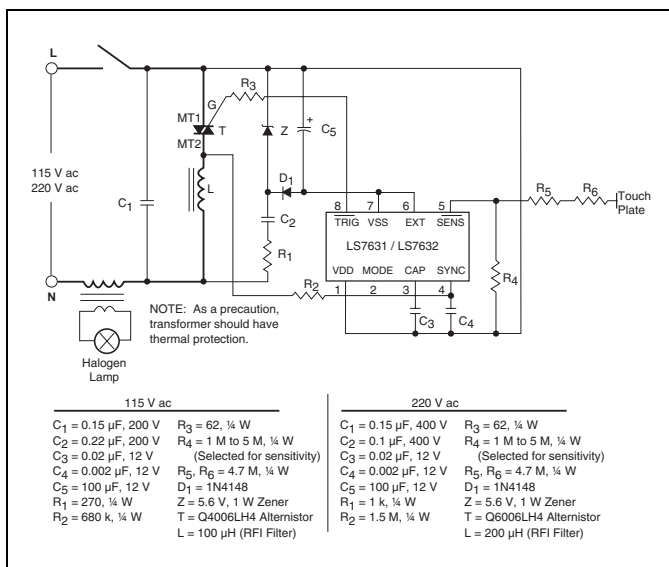 L
115 V ac
220 V ac
N
C1
MT1
MT2
G
T
L
R3
Z
C5
+
D1
C2
R1
8 7 6 5
TRIG VSS EXT SENS
LS7631 / LS7632
VDD MODE CAP SYNC
1 2 3 4
R2
C3
C4
R4
R5
R6
Touch
Plate
Halogen
Lamp
NOTE: As a precaution,
transformer should have
thermal protection.
115 V ac
C1 = 0.15 µF, 200 V
C2 = 0.22 µF, 200 V
C3 = 0.02 µF, 12 V
C4 = 0.002 µF, 12 V
C5 = 100 µF, 12 V
R1 = 270, ¼ W
R2 = 680 k, ¼ W
R3 = 62, ¼ W
R4 = 1 M to 5 M, ¼ W
(Selected for sensitivity)
R5, R6 = 4.7 M, ¼ W
D1 = 1N4148
Z = 5.6 V, 1 W Zener
T = Q4006LH4 Alternistor
L = 100 µH (RFI Filter)
220 V ac
C1 = 0.15 µF, 400 V
C2 = 0.1 µF, 400 V
C3 = 0.02 µF, 12 V
C4 = 0.002 µF, 12 V
C5 = 100 µF, 12 V
R1 = 1 k, ¼ W
R2 = 1.5 M, ¼ W
R3 = 62, ¼ W
R4 = 1 M to 5 M, ¼ W
(Selected for sensitivity)
R5, R6 = 4.7 M, ¼ W
D1 = 1N4148
Z = 5.6 V, 1 W Zener
T = Q6006LH4 Alternistor
L = 200 µH (RFI Filter)